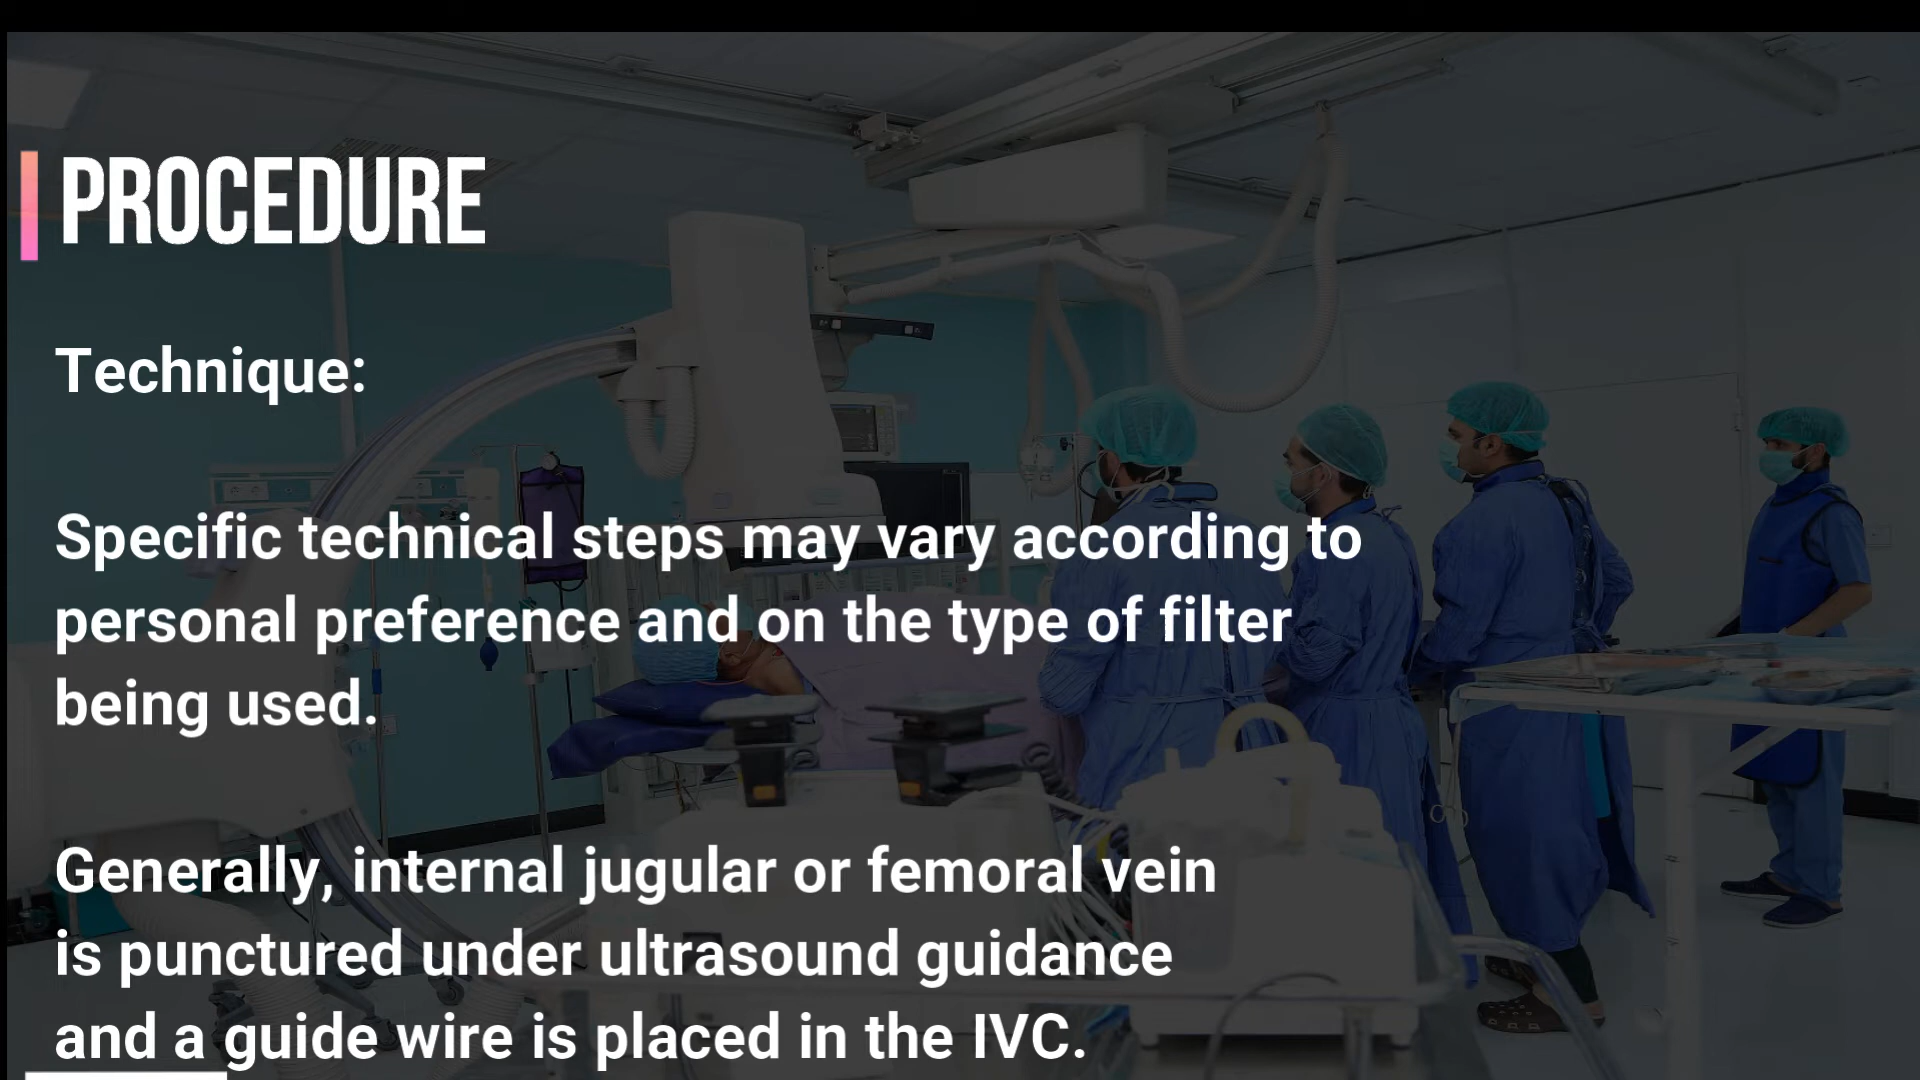 PROCEDURE
Technique:
Specific technical steps may vary according to
personal preference and on the type of filter
being used.
Generally, internal jugular or femoral vein
is punctured under ultrasound guidance
and a guide wire is placed in the IVC.